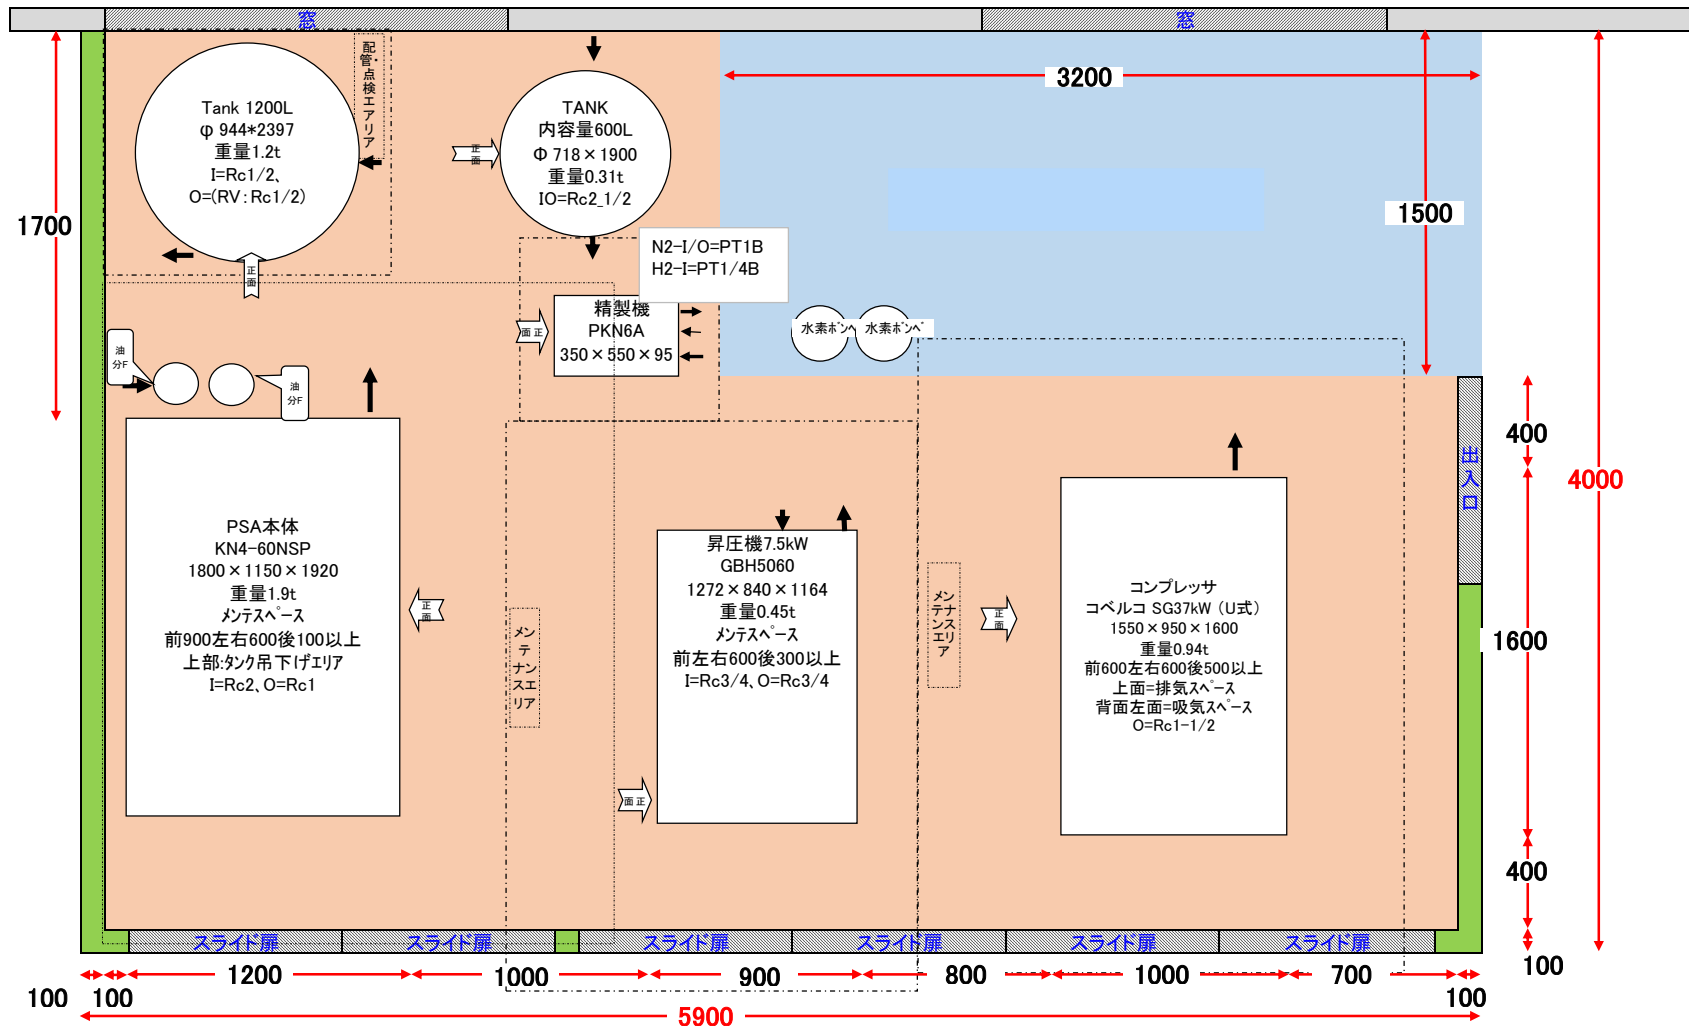 窓
窓
配管・点検エアリア
Tank 1200L
φ 944*2397
重量1.2t
I=Rc1/2、
O=(RV:Rc1/2)
正面
TANK
内容量600L
Φ 718×1900
重量0.31t
IO=Rc2_1/2
3200
1700
1500
正面
N2-I/O=PT1B
H2-I=PT1/4B
正面
精製機
PKN6A
350×550×95
水素ボンベ
水素ボンベ
油分F
油分F
400
出入口
4000
PSA本体
KN4-60NSP
1800×1150×1920
重量1.9t
メンテスペース
前900左右600後100以上
上部:タンク吊下げエリア
I=Rc2、O=Rc1
正面
メンテナンスエリア
昇圧機7.5kW
GBH5060
1272×840×1164
重量0.45t
メンテスペース
前左右600後300以上
I=Rc3/4、O=Rc3/4
正面
メンテナンスエリア
正面
コンプレッサ
コベルコ SG37kW（U式）
1550×950×1600
重量0.94t
前600左右600後500以上
上面=排気スペース
背面左面=吸気スペース
O=Rc1-1/2
1600
400
スライド扉
スライド扉
スライド扉
スライド扉
スライド扉
スライド扉
100
100
100
1200
1000
900
800
1000
700
100
5900